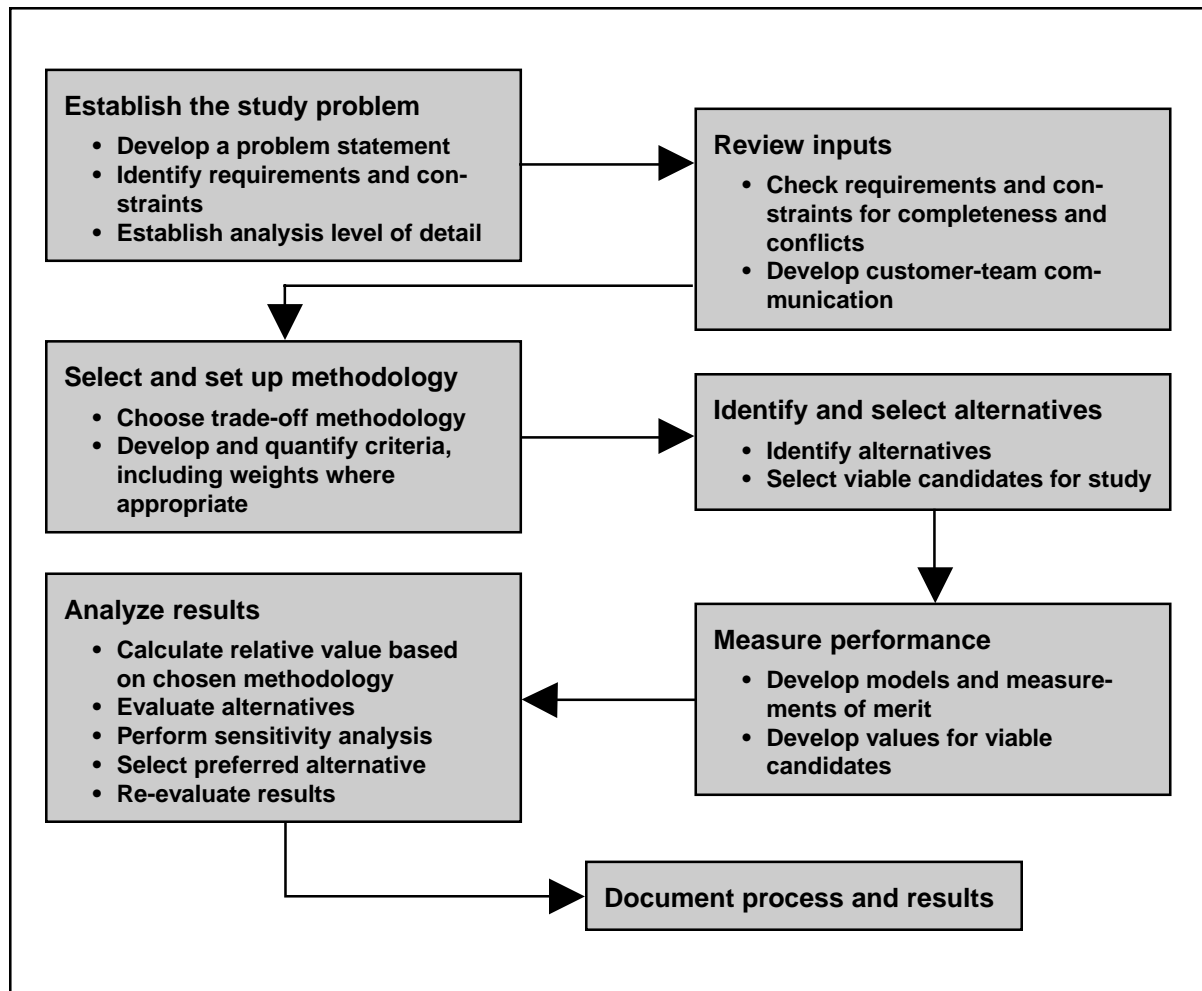 Establish the study problem
• Develop a problem statement
• Identify requirements and con-
straints
• Establish analysis level of detail
Review inputs
• Check requirements and con-
straints for completeness and
conflicts
• Develop customer-team com-
munication
Select and set up methodology
• Choose trade-off methodology
• Develop and quantify criteria,
including weights where
appropriate
Identify and select alternatives
• Identify alternatives
• Select viable candidates for study
Measure performance
• Develop models and measure-
ments of merit
• Develop values for viable
candidates
Analyze results
• Calculate relative value based
on chosen methodology
• Evaluate alternatives
• Perform sensitivity analysis
• Select preferred alternative
• Re-evaluate results
Document process and results